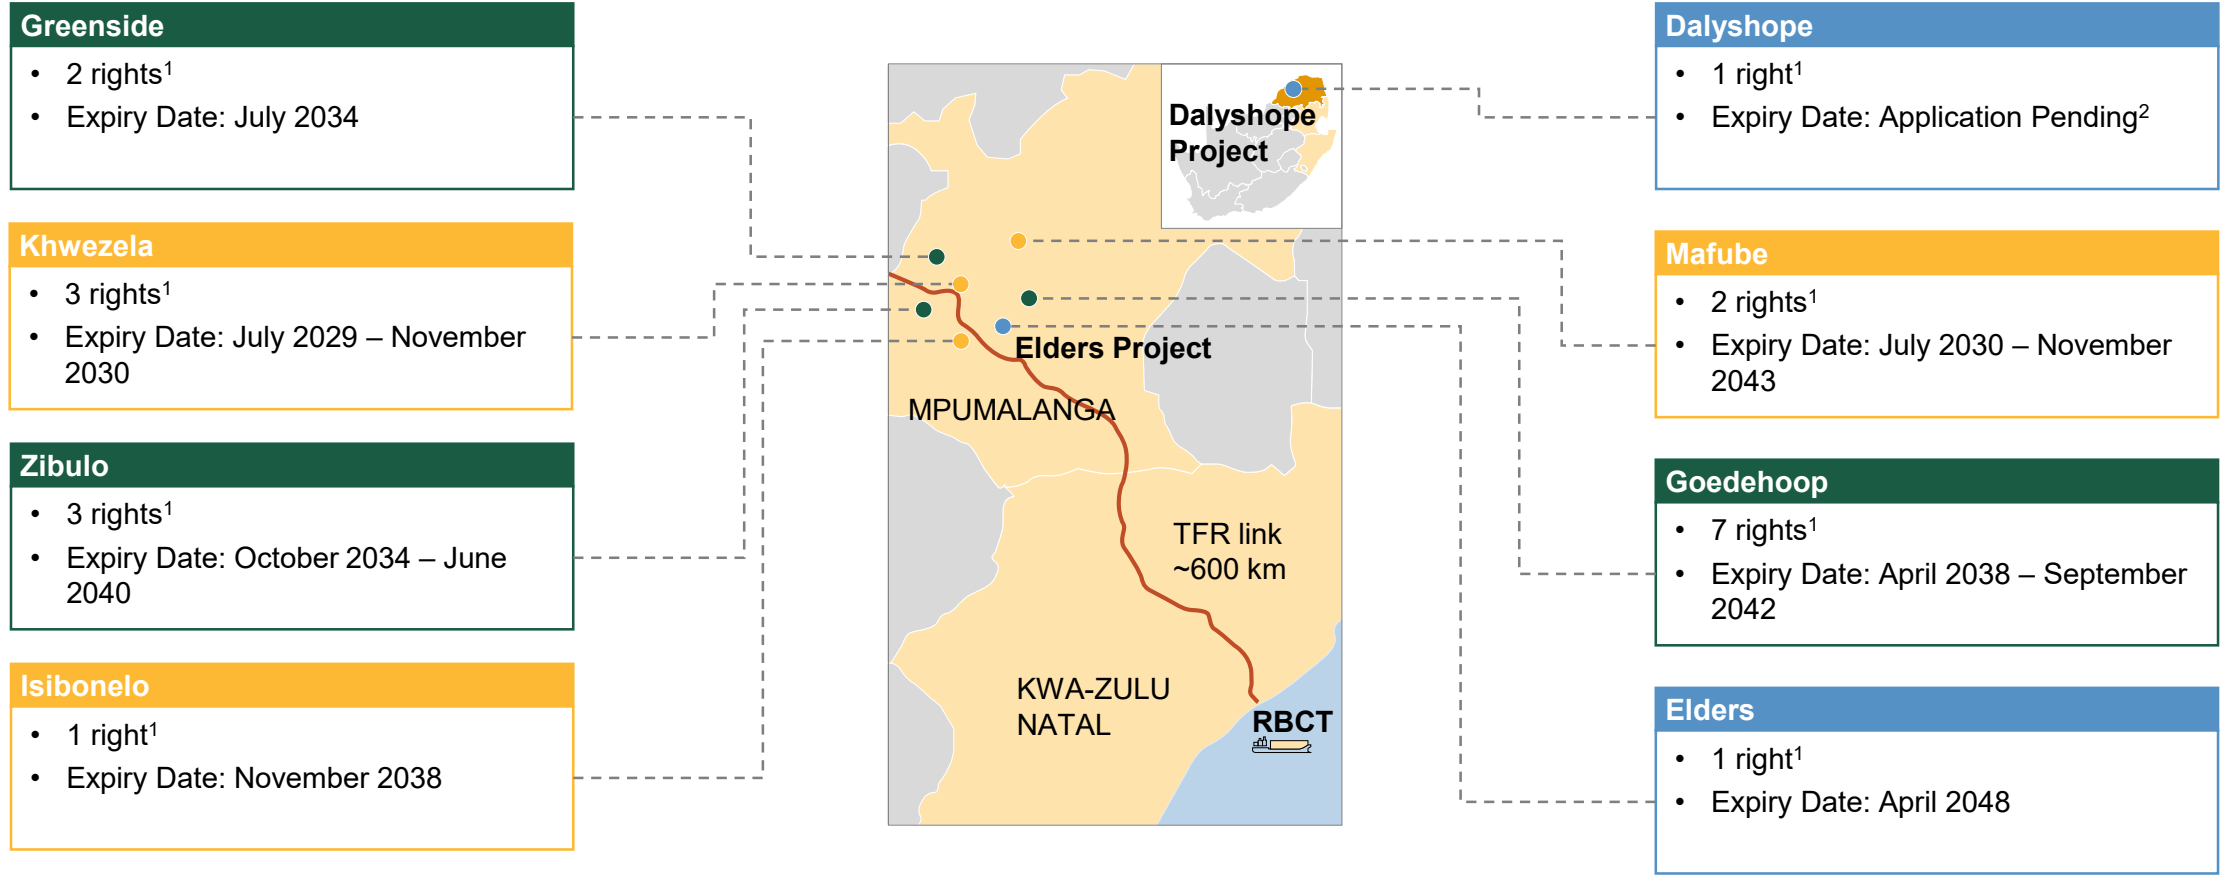 Greenside
• 2 rights¹
• Expiry Date: July 2034
Khwezela
• 3 rights¹
• Expiry Date: July 2029 – November
2030
Zibulo
• 3 rights¹
• Expiry Date: October 2034 – June
2040
Isibonelo
• 1 right¹
• Expiry Date: November 2038
Dalyshope
Project
Elders Project
MPUMALANGA
TFR link
~600 km
KWA-ZULU
NATAL
RBCT
Dalyshope
• 1 right¹
• Expiry Date: Application Pending²
Mafube
• 2 rights¹
• Expiry Date: July 2030 – November
2043
Goedehoop
• 7 rights¹
• Expiry Date: April 2038 – September
2042
Elders
• 1 right¹
• Expiry Date: April 2048